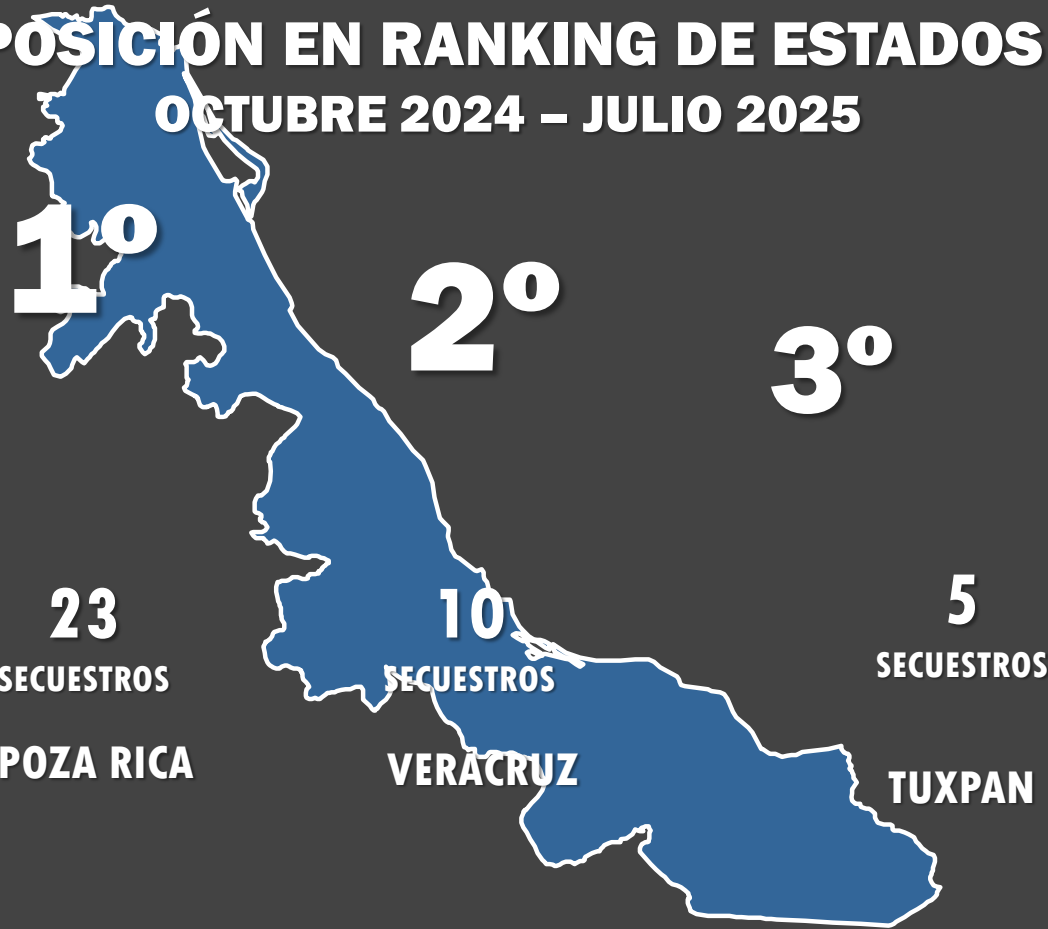 POSICIÓN EN RANKING DE ESTADOS
OCTUBRE 2024 – JULIO 2025
1º
2º
3º
23
SECUESTROS
POZA RICA
10
SECUESTROS
VERACRUZ
5
SECUESTROS
TUXPAN